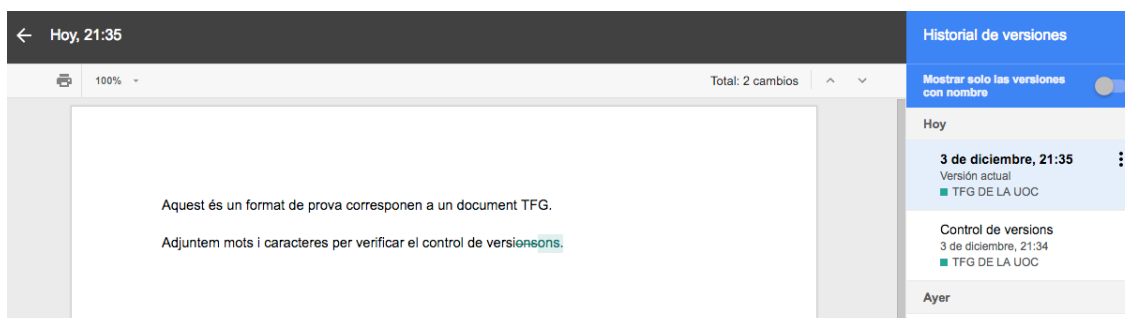 Hoy, 21:35
100%
Total: 2 cambios
Aquest és un format de prova corresponen a un document TFG.
Adjuntem mots i caracteres per verificar el control de versionsons.
Historial de versiones
Mostrar solo las versiones
con nombre
Hoy
3 de diciembre, 21:35
Versión actual
TFG DE LA UOC
Control de versions
3 de diciembre, 21:34
TFG DE LA UOC
Ayer